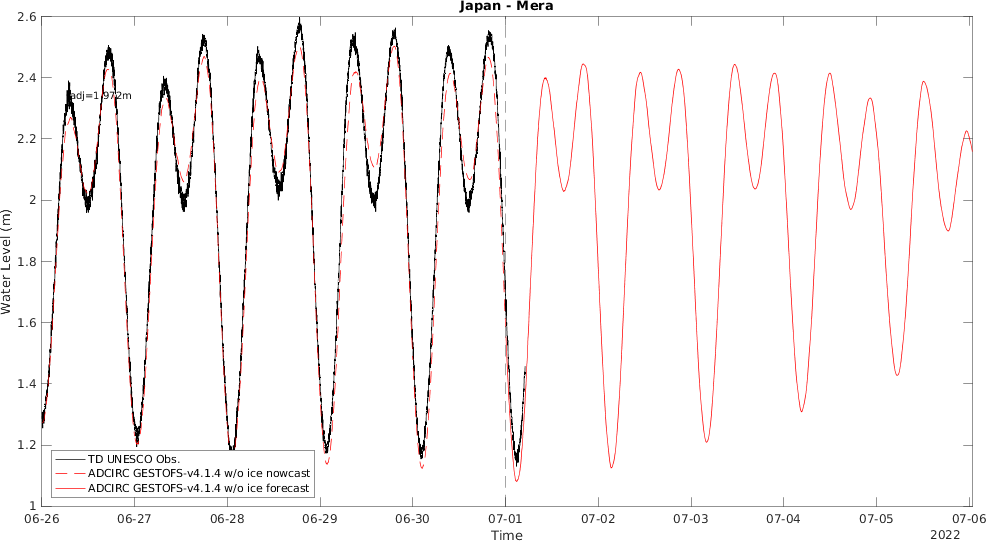 Japan - Mera
2.6
2.4
2.2
2
1.8
1.6
1.4
1.2
1
Water Level (m)
adj=1.972m
TD UNESCO Obs.
ADCIRC GESTOFS-v4.1.4 w/o ice nowcast
ADCIRC GESTOFS-v4.1.4 w/o ice forecast
06-26 06-27 06-28 06-29 06-30 07-01 07-02 07-03 07-04 07-05 07-06
Time
2022